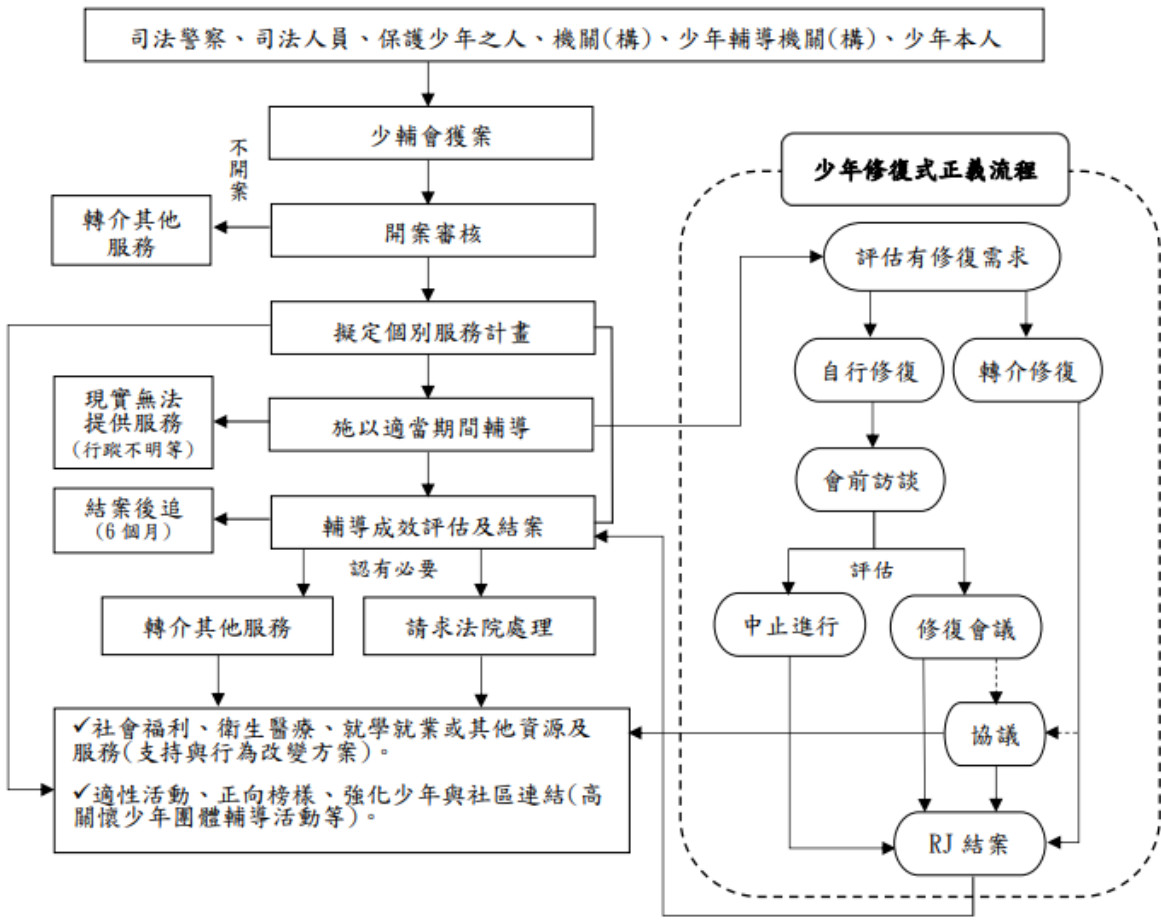 司法警察、司法人員、保護少年之人、機關(構)、少年輔導機關(構)、少年本人
少輔會獲案
不開案
轉介其他
服務
開案審核
擬定個別服務計畫
現實無法
提供服務
(行蹤不明等)
施以適當期間輔導
結案後追
(6個月)
輔導成效評估及結案
認有必要
轉介其他服務
請求法院處理
✓社會福利、衛生醫療、就學就業或其他資源及
服務(支持與行為改變方案)。
✓適性活動、正向榜樣、強化少年與社區連結(高
關懷少年團體輔導活動等)。
少年修復式正義流程
評估有修復需求
自行修復
轉介修復
會前訪談
評估
中止進行
修復會議
協議
RJ結案